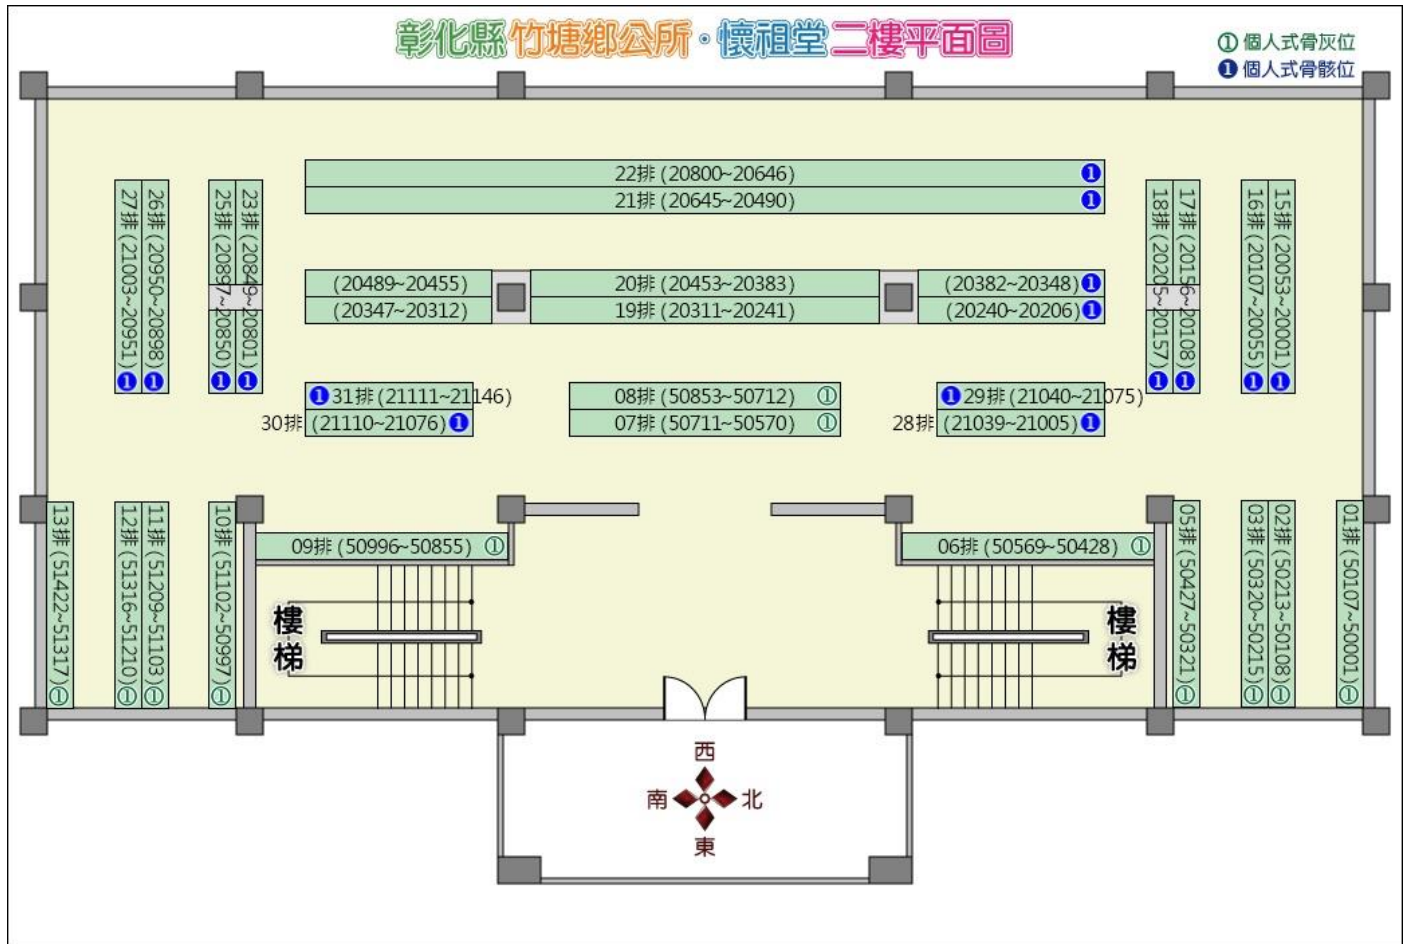 彰化縣竹塘鄉公所・懷祖堂二樓平面圖
① 個人式骨灰位
❶ 個人式骨骸位
22排 (20800~20646) ❶
21排 (20645~20490) ❶
27排 (21003~20951) ❶
26排 (20950~20898) ❶
25排 (20897~20850) ❶
23排 (20849~20801) ❶
18排 (20205~20157) ❶
17排 (20156~20108) ❶
16排 (20107~20055) ❶
15排 (20053~20001) ❶
(20489~20455)
20排 (20453~20383)
(20382~20348) ❶
(20347~20312)
19排 (20311~20241)
(20240~20206) ❶
❶ 31排 (21111~21146)
08排 (50853~50712) ①
❶ 29排 (21040~21075)
30排 (21110~21076) ❶
07排 (50711~50570) ①
28排 (21039~21005) ❶
13排 (51422~51317) ①
12排 (51316~51210) ①
11排 (51209~51103) ①
10排 (51102~50997) ①
09排 (50996~50855) ①
06排 (50569~50428) ①
05排 (50427~50321) ①
03排 (50320~50215) ①
02排 (50213~50108) ①
01排 (50107~50001) ①
樓梯
樓梯
西
南
北
東